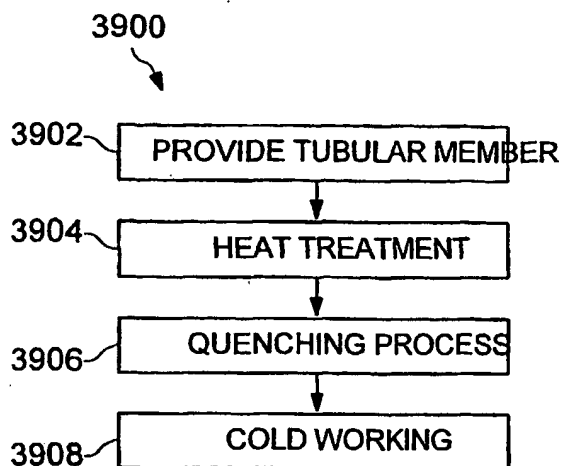 3900
3902 PROVIDE TUBULAR MEMBER
3904 HEAT TREATMENT
3906 QUENCHING PROCESS
3908 COLD WORKING